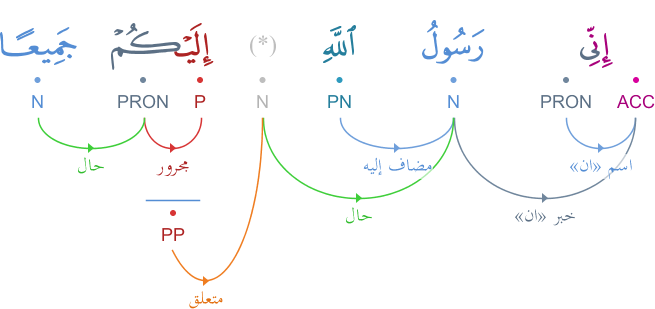 إِنِّى رَسُولُ ٱللَّهِ (*) إِلَيْكُمْ جَمِيعًا
ACC PRON N PN N P PRON N
اسم «ان» مضاف إليه مجرور حال
خبر «ان» حال
PP
متعلق